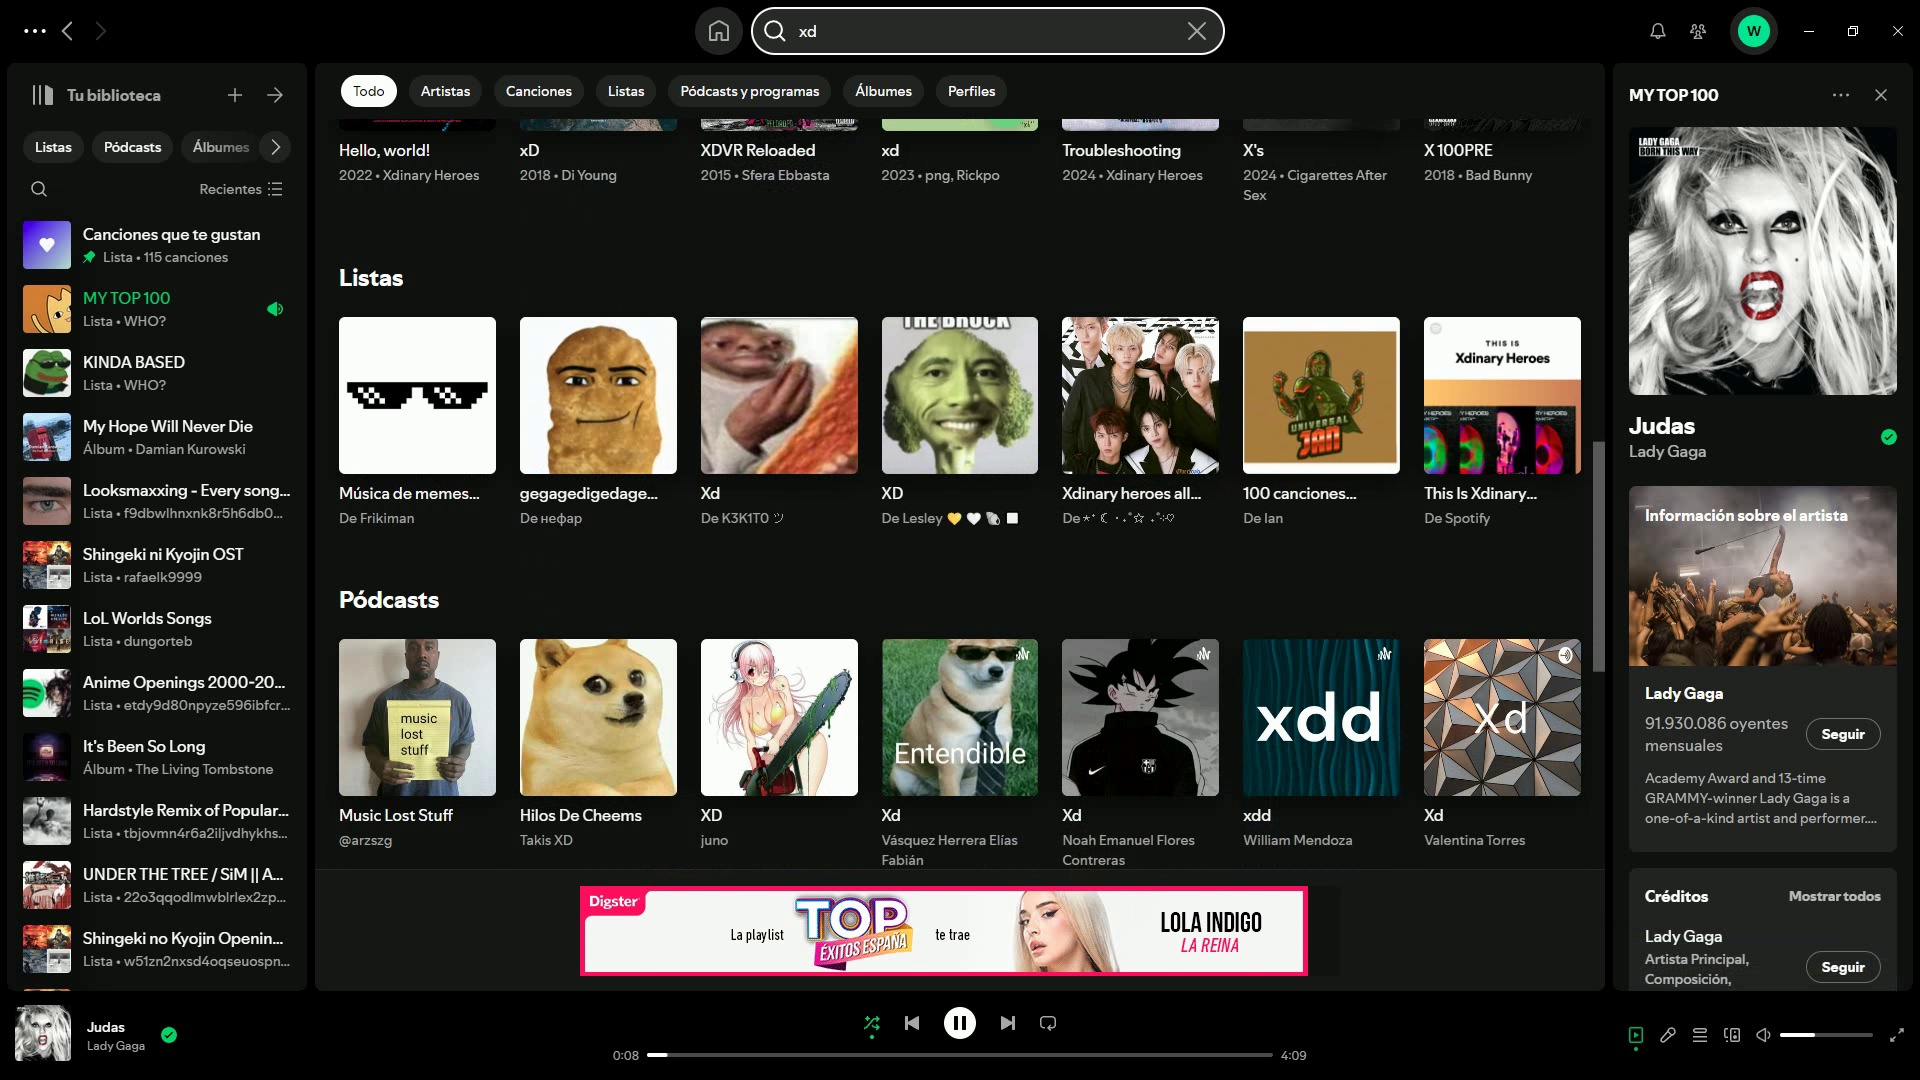 xd
W
Tu biblioteca
Listas
Pódcasts
Álbumes
Recientes
Canciones que te gustan
Lista • 115 canciones
MY TOP 100
Lista • WHO?
KINDA BASED
Lista • WHO?
My Hope Will Never Die
Álbum • Damian Kurowski
Looksmaxxing - Every song...
Lista • f9dbwlhnxnk8r5h6db0...
Shingeki ni Kyojin OST
Lista • rafaelk9999
LoL Worlds Songs
Lista • dungorteb
Anime Openings 2000-20...
Lista • etdy9d80npyze596ibfcr...
It's Been So Long
Álbum • The Living Tombstone
Hardstyle Remix of Popular...
Lista • tbjovmn4r6a2iljvdhykhs...
UNDER THE TREE / SiM || A...
Lista • 22o3qqodlmwblrlex2zp...
Shingeki no Kyojin Openin...
Lista • w51zn2nxsd4oqseuospn...
Todo
Artistas
Canciones
Listas
Pódcasts y programas
Álbumes
Perfiles
Hello, world!
2022 • Xdinary Heroes
xD
2018 • Di Young
XDVR Reloaded
2015 • Sfera Ebbasta
xd
2023 • png, Rickpo
Troubleshooting
2024 • Xdinary Heroes
X's
2024 • Cigarettes After
Sex
X 100PRE
2018 • Bad Bunny
Listas
THE BROCK
UNIVERSAL
JAN
THIS IS
Xdinary Heroes
Música de memes...
De Frikiman
gegagedigedage...
De нефар
Xd
De K3K1T0 ツ
XD
De Lesley 💛 🤍 🐚 ◻
Xdinary heroes all...
100 canciones...
De Ian
This Is Xdinary...
De Spotify
Pódcasts
music
lost
stuff
Entendible
xdd
Xd
Music Lost Stuff
@arzszg
Hilos De Cheems
Takis XD
XD
juno
Xd
Vásquez Herrera Elías
Fabián
Xd
Noah Emanuel Flores
Contreras
xdd
William Mendoza
Xd
Valentina Torres
Digster
La playlist
TOP
ÉXITOS ESPAÑA
te trae
LOLA INDIGO
LA REINA
MY TOP 100
LADY GAGA
BORN THIS WAY
Judas
Lady Gaga
Información sobre el artista
Lady Gaga
91.930.086 oyentes
mensuales
Seguir
Academy Award and 13-time
GRAMMY-winner Lady Gaga is a
one-of-a-kind artist and performer....
Créditos
Mostrar todos
Lady Gaga
Artista Principal,
Composición,
Seguir
Judas
Lady Gaga
0:08
4:09